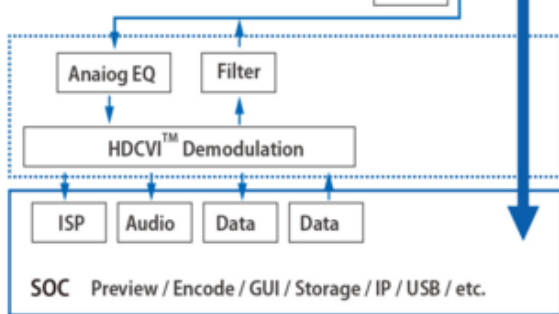 Anaiog EQ
Filter
HDCVI™ Demodulation
ISP
Audio
Data
Data
SOC Preview / Encode / GUI / Storage / IP / USB / etc.